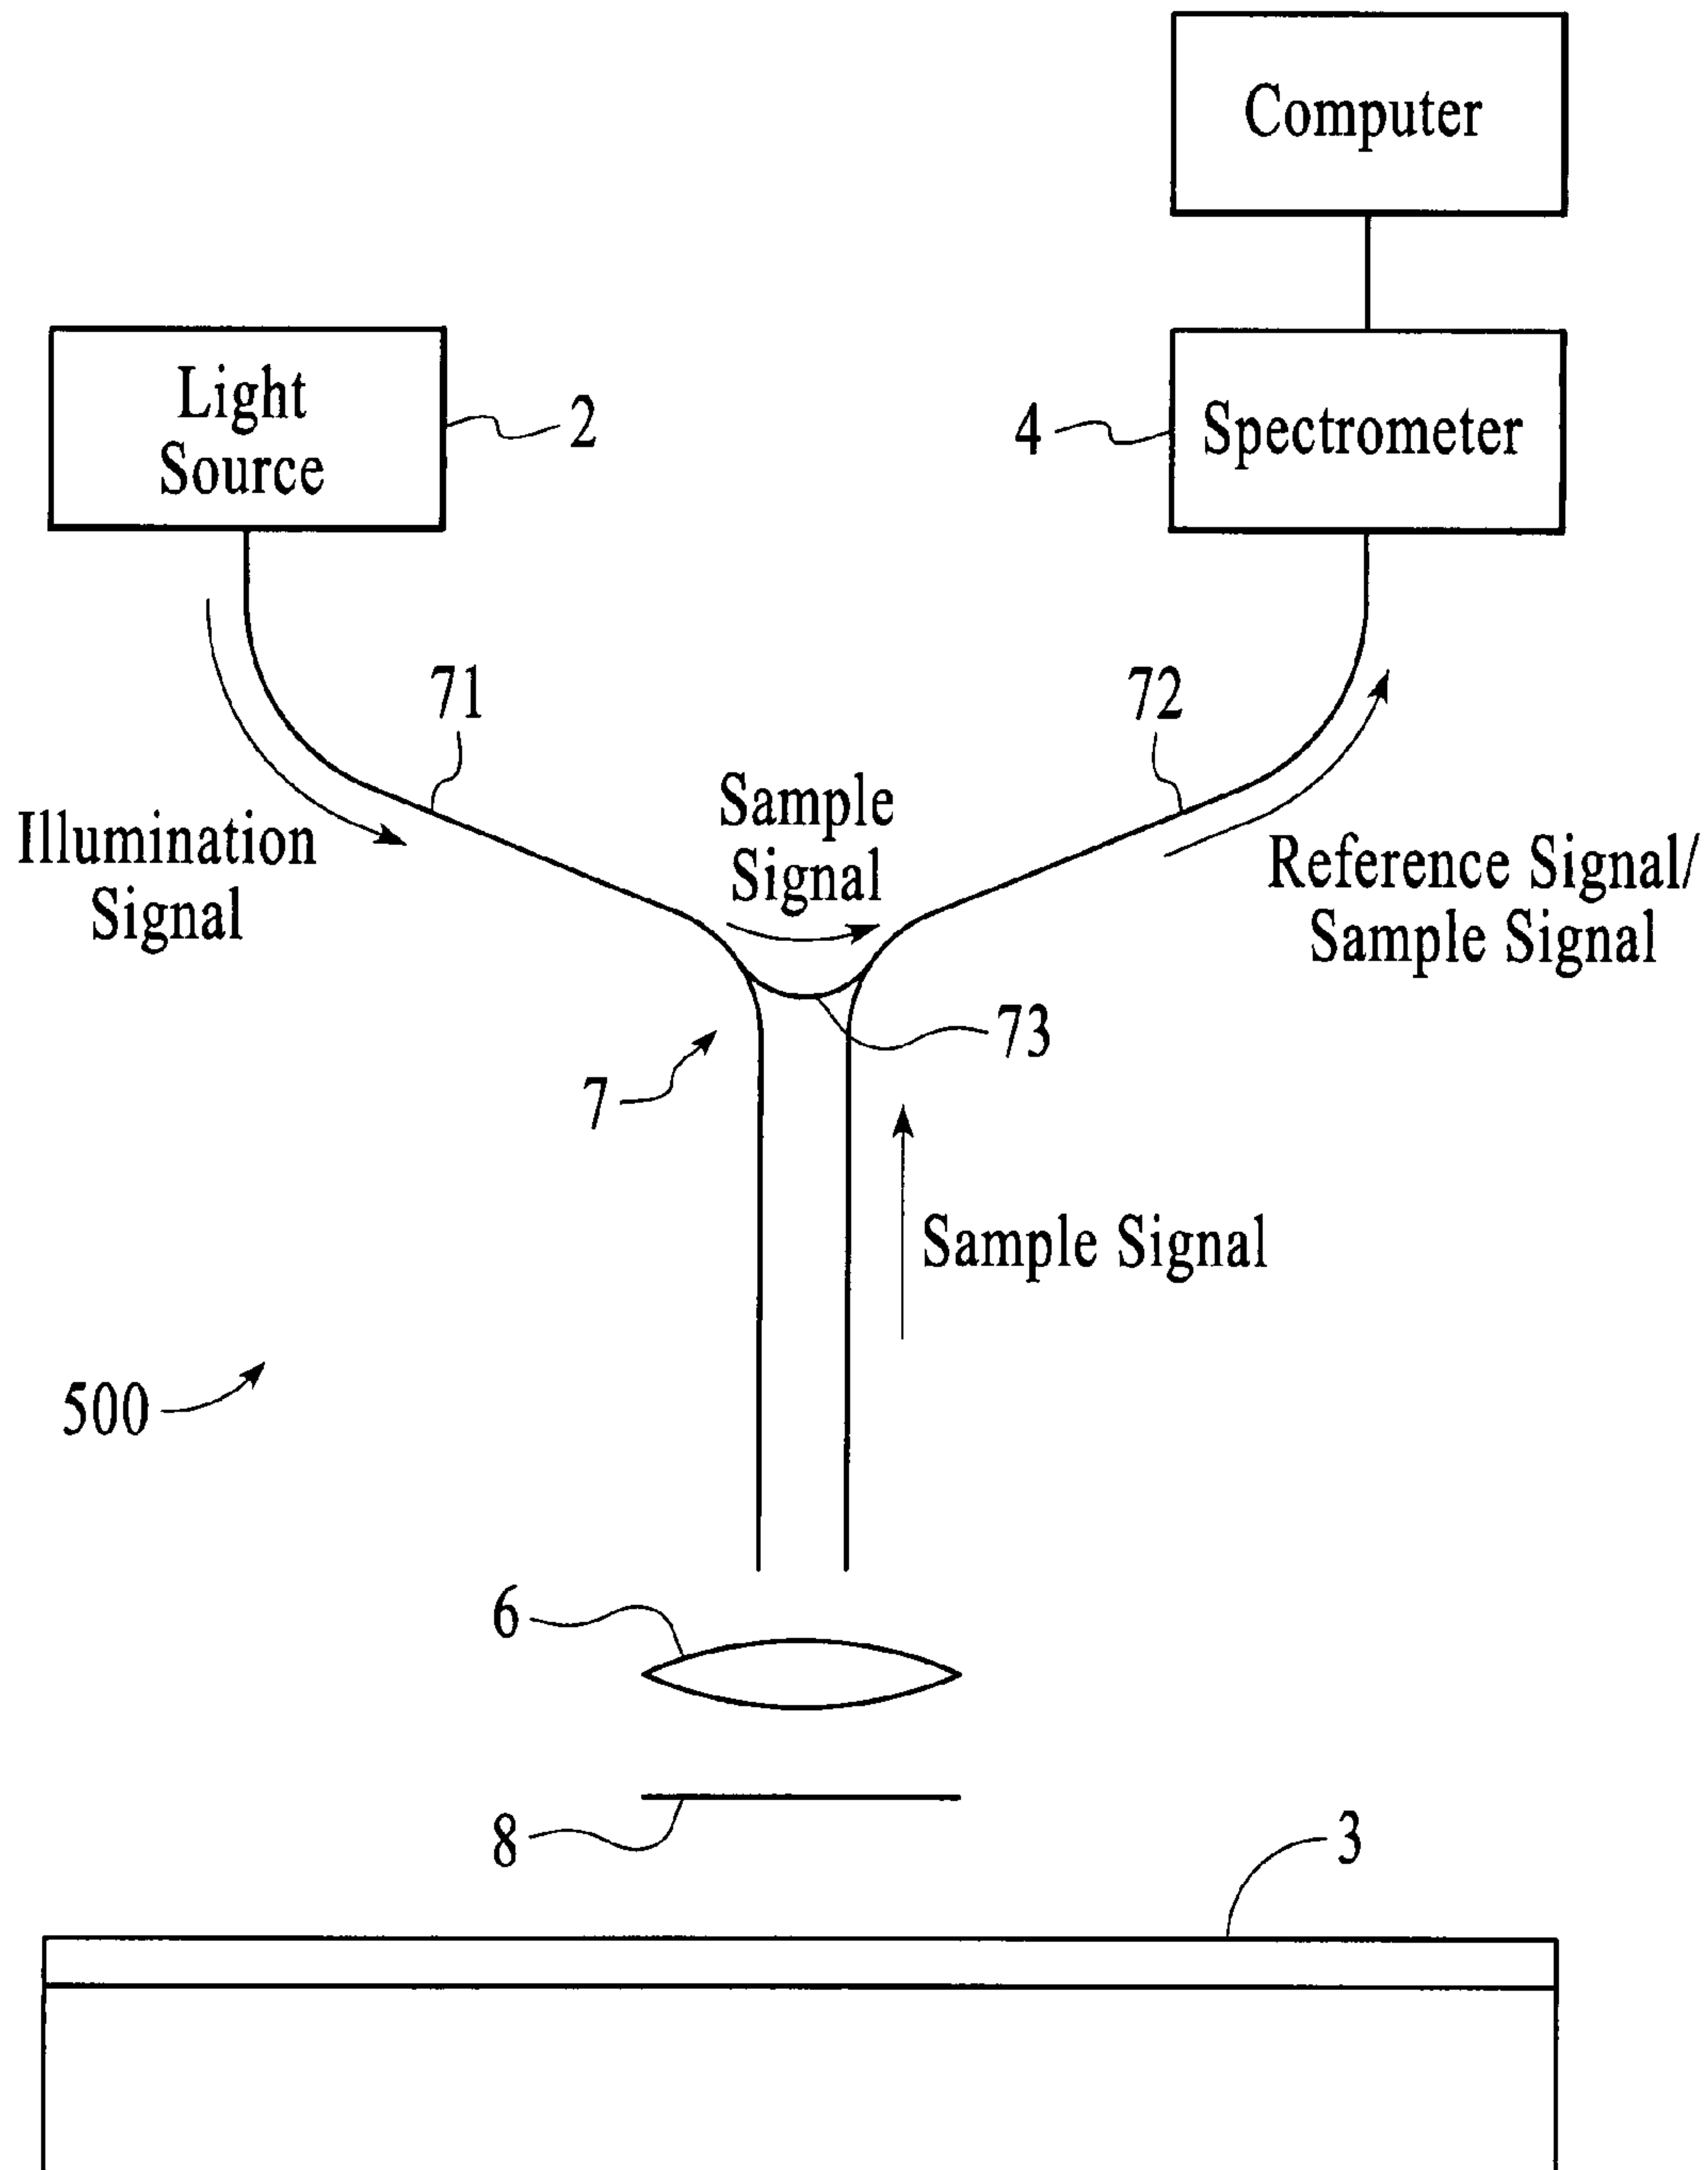 Computer
Light
Source
2
4
Spectrometer
71
72
Illumination
Signal
Sample
Signal
Reference Signal/
Sample Signal
73
7
Sample Signal
500
6
8
3